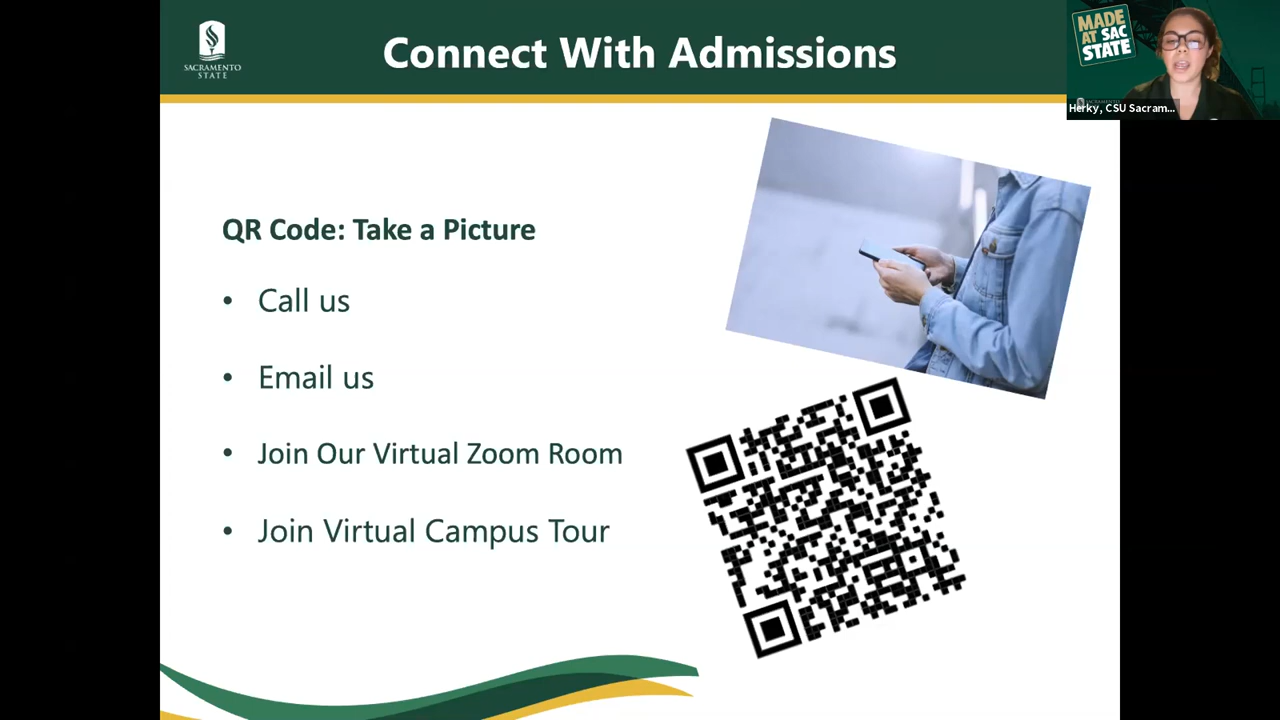 SACRAMENTO
STATE
Connect With Admissions
MADE
AT SAC
STATE
Herky, CSU Sacram...
QR Code: Take a Picture
• Call us
• Email us
• Join Our Virtual Zoom Room
• Join Virtual Campus Tour